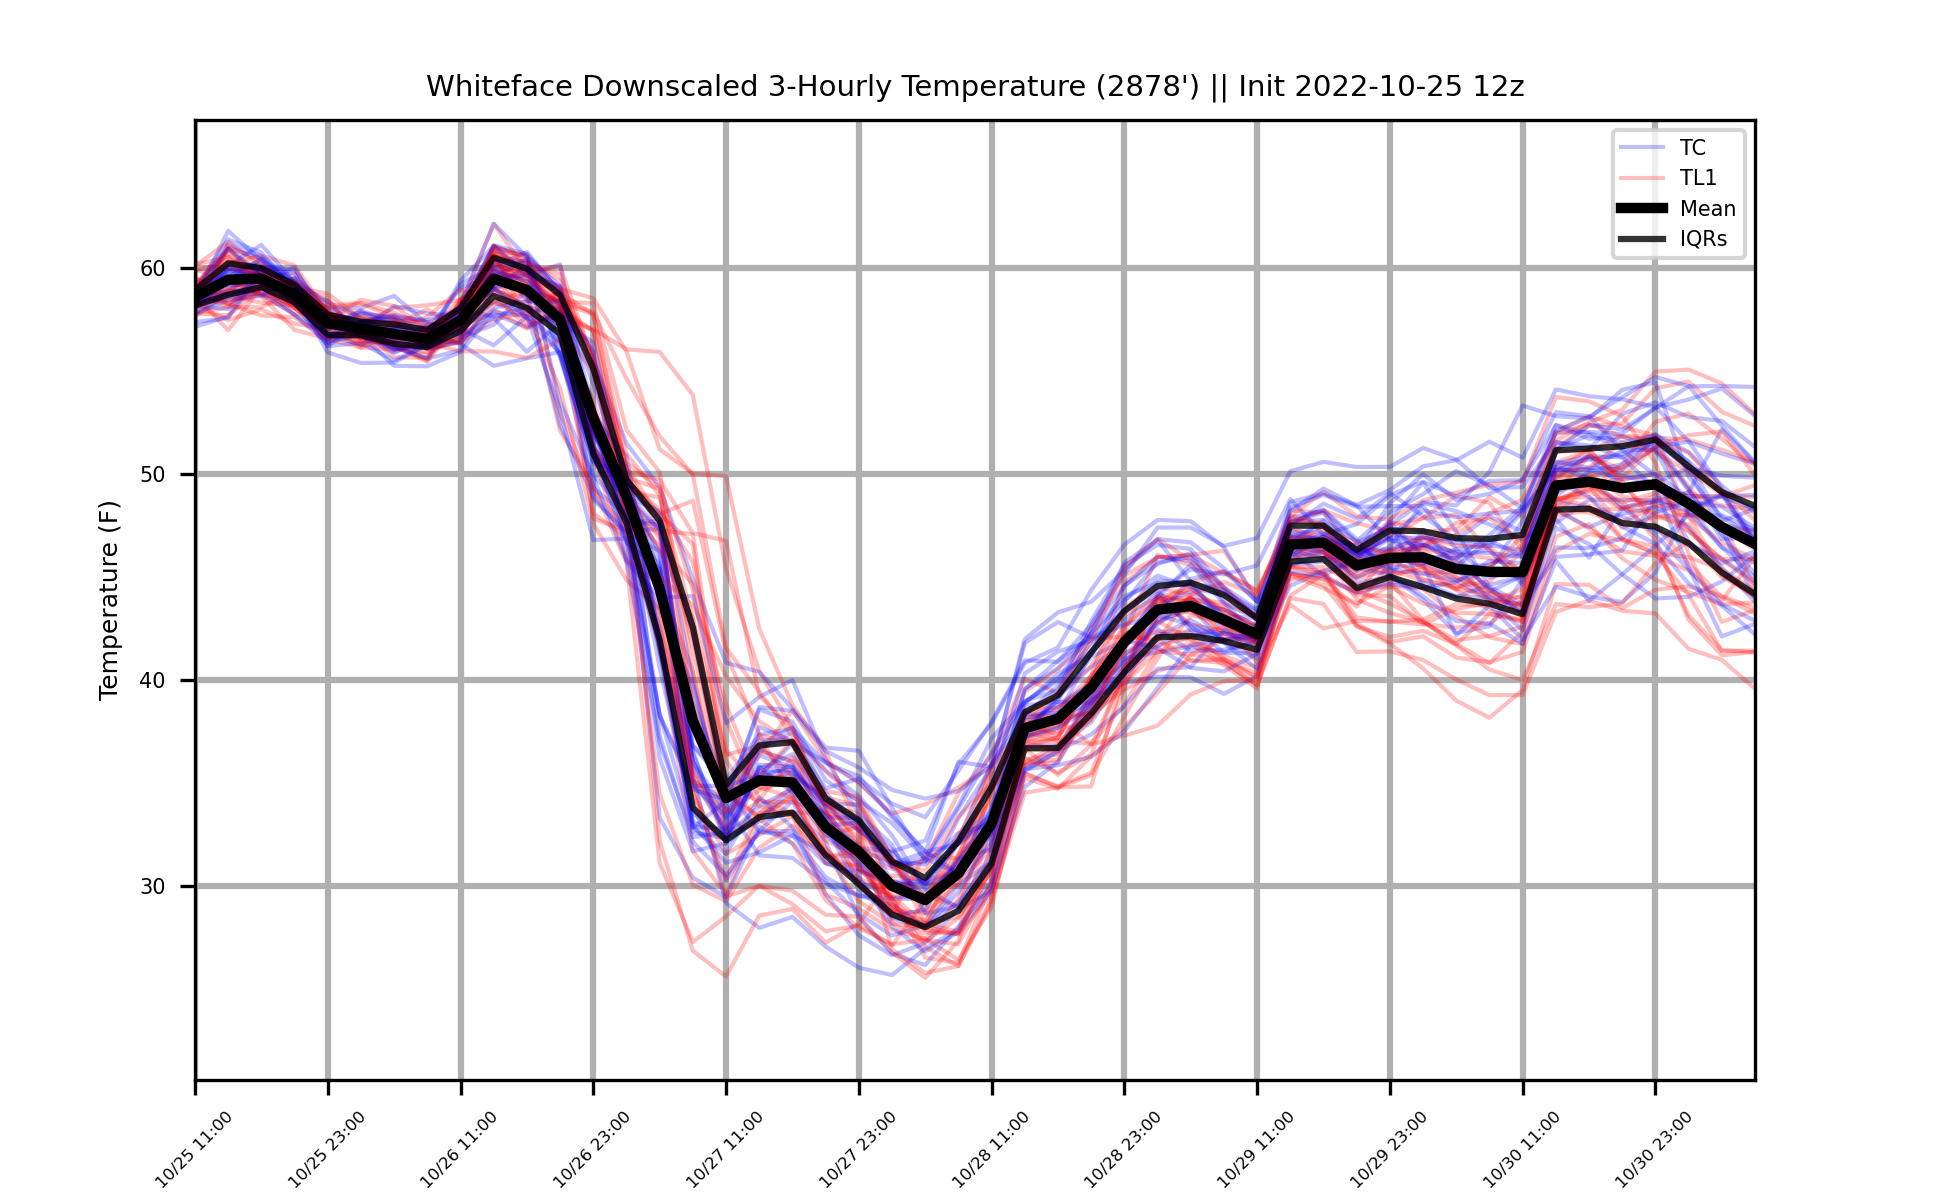 Whiteface Downscaled 3-Hourly Temperature (2878') || Init 2022-10-25 12z
TC
TL1
Mean
IQRs
Temperature (F)
60
50
40
30
10/25 11:00
10/25 23:00
10/26 11:00
10/26 23:00
10/27 11:00
10/27 23:00
10/28 11:00
10/28 23:00
10/29 11:00
10/29 23:00
10/30 11:00
10/30 23:00